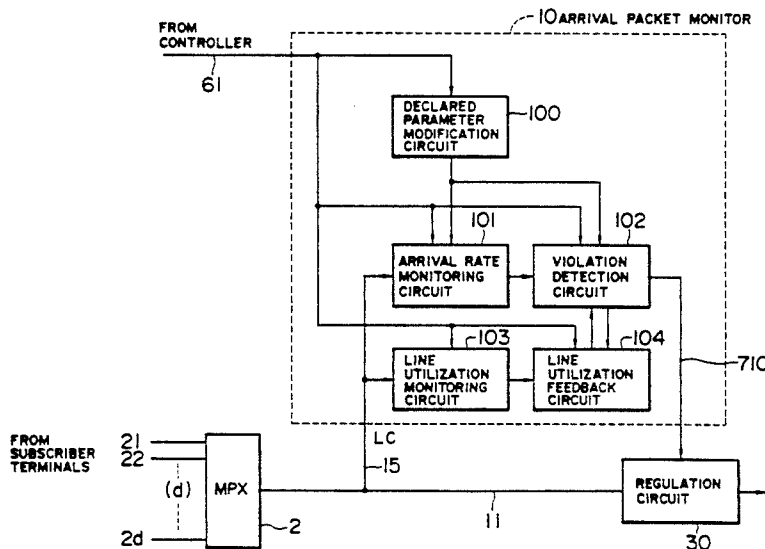 10 ARRIVAL PACKET MONITOR
FROM
CONTROLLER
61
DECLARED
PARAMETER
MODIFICATION
CIRCUIT
100
101
102
ARRIVAL RATE
MONITORING
CIRCUIT
VIOLATION
DETECTION
CIRCUIT
103
104
LINE
UTILIZATION
MONITORING
CIRCUIT
LINE
UTILIZATION
FEEDBACK
CIRCUIT
710
LC
FROM
SUBSCRIBER
TERMINALS
21
22
(d)
2d
MPX
2
15
11
REGULATION
CIRCUIT
30